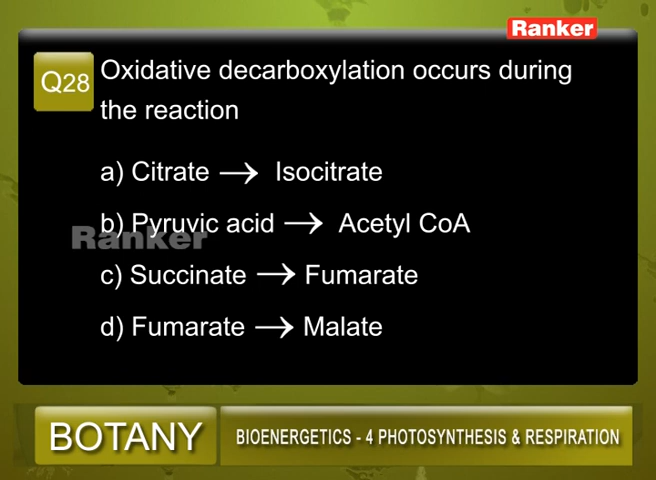 Ranker
Q28 Oxidative decarboxylation occurs during
the reaction
a) Citrate → Isocitrate
b) Pyruvic acid → Acetyl CoA
Ranker
c) Succinate → Fumarate
d) Fumarate → Malate
BOTANY BIOENERGETICS - 4 PHOTOSYNTHESIS & RESPIRATION